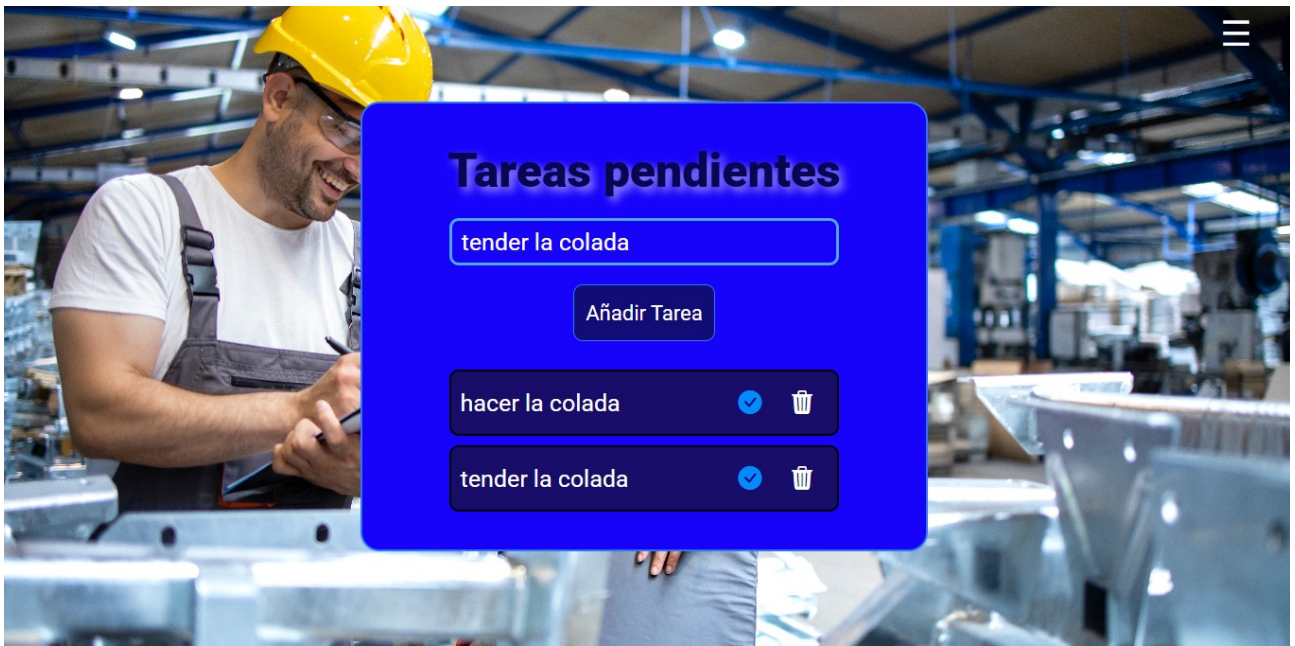 Tareas pendientes
tender la colada
Añadir Tarea
hacer la colada
tender la colada